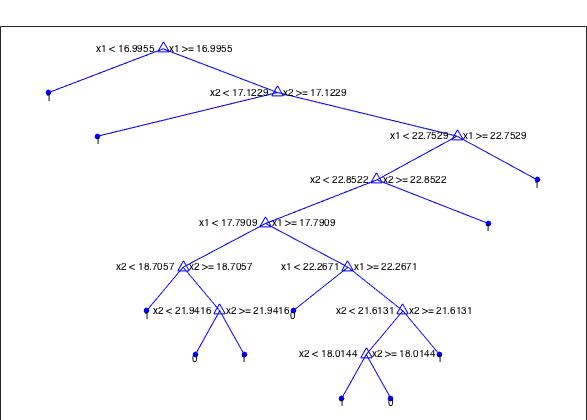 x1 < 16.9955 x1 >= 16.9955
1
x2 < 17.1229 x2 >= 17.1229
1
x1 < 22.7529 x1 >= 22.7529
1
x2 < 22.8522 x2 >= 22.8522
1
x1 < 17.7909 x1 >= 17.7909
x2 < 18.7057 x2 >= 18.7057
x1 < 22.2671 x1 >= 22.2671
1
x2 < 21.9416 x2 >= 21.9416
0
x2 < 21.6131 x2 >= 21.6131
0
1
x2 < 18.0144 x2 >= 18.0144
1
1
0